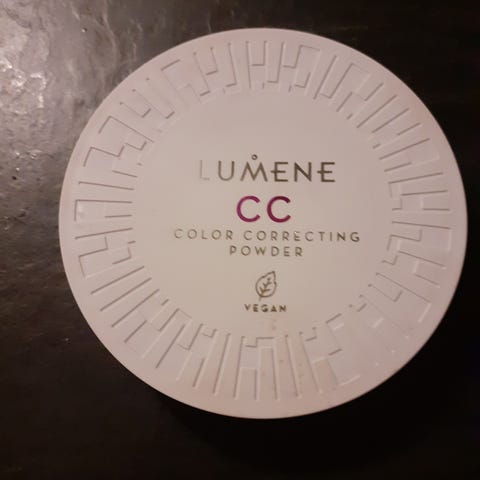 LUMENE
CC
COLOR CORRECTING
POWDER
VEGAN